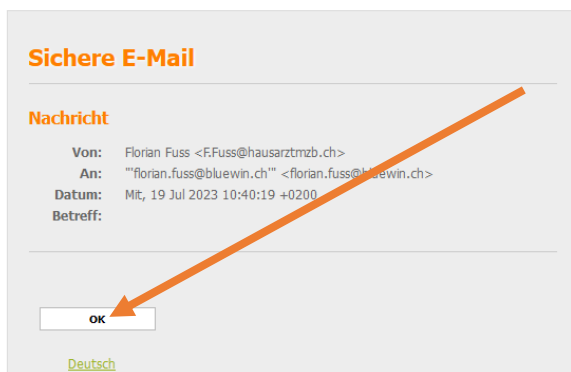 Sichere E-Mail
Nachricht
Von: Florian Fuss <F.Fuss@hausarztmzb.ch>
An: "'florian.fuss@bluewin.ch'" <florian.fuss@bluewin.ch>
Datum: Mit, 19 Jul 2023 10:40:19 +0200
Betreff:
OK
Deutsch